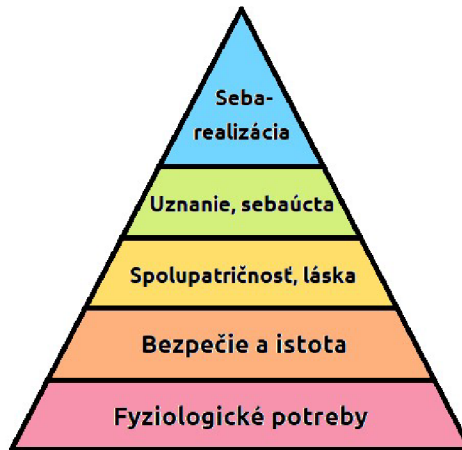 Seba-
realizácia
Uznanie, sebaúcta
Spolupatričnosť, láska
Bezpečie a istota
Fyziologické potreby